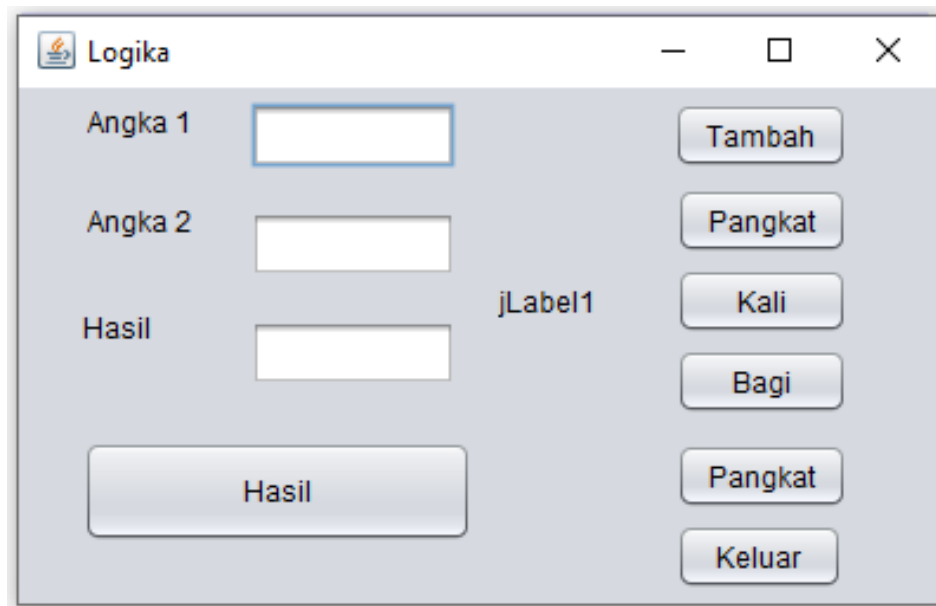 Logika
Angka 1
Tambah
Angka 2
Pangkat
jLabel1
Kali
Hasil
Bagi
Hasil
Pangkat
Keluar